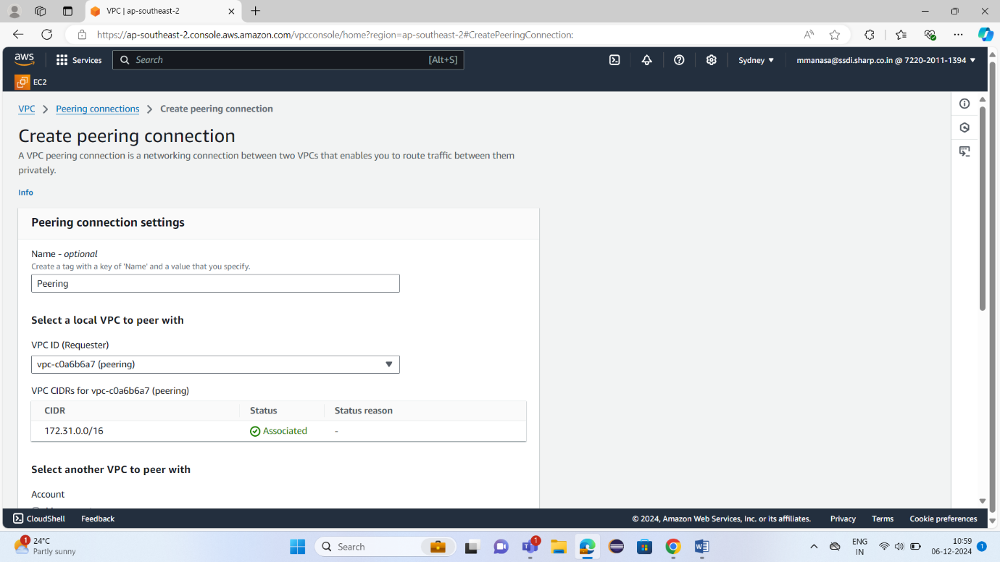 VPC | ap-southeast-2
https://ap-southeast-2.console.aws.amazon.com/vpcconsole/home?region=ap-southeast-2#CreatePeeringConnection:
aws
Services
Search
[Alt+S]
Sydney
mmanasa@ssdi.sharp.co.in @ 7220-2011-1394
EC2
VPC > Peering connections > Create peering connection
Create peering connection
A VPC peering connection is a networking connection between two VPCs that enables you to route traffic between them
privately.
Info
Peering connection settings
Name - optional
Create a tag with a key of 'Name' and a value that you specify.
Peering
Select a local VPC to peer with
VPC ID (Requester)
vpc-c0a6b6a7 (peering)
VPC CIDRs for vpc-c0a6b6a7 (peering)
CIDR Status Status reason
172.31.0.0/16 Associated -
Select another VPC to peer with
Account
CloudShell Feedback © 2024, Amazon Web Services, Inc. or its affiliates. Privacy Terms Cookie preferences
1
24°C
Partly sunny
Search
1
ENG
IN
10:59
06-12-2024
1